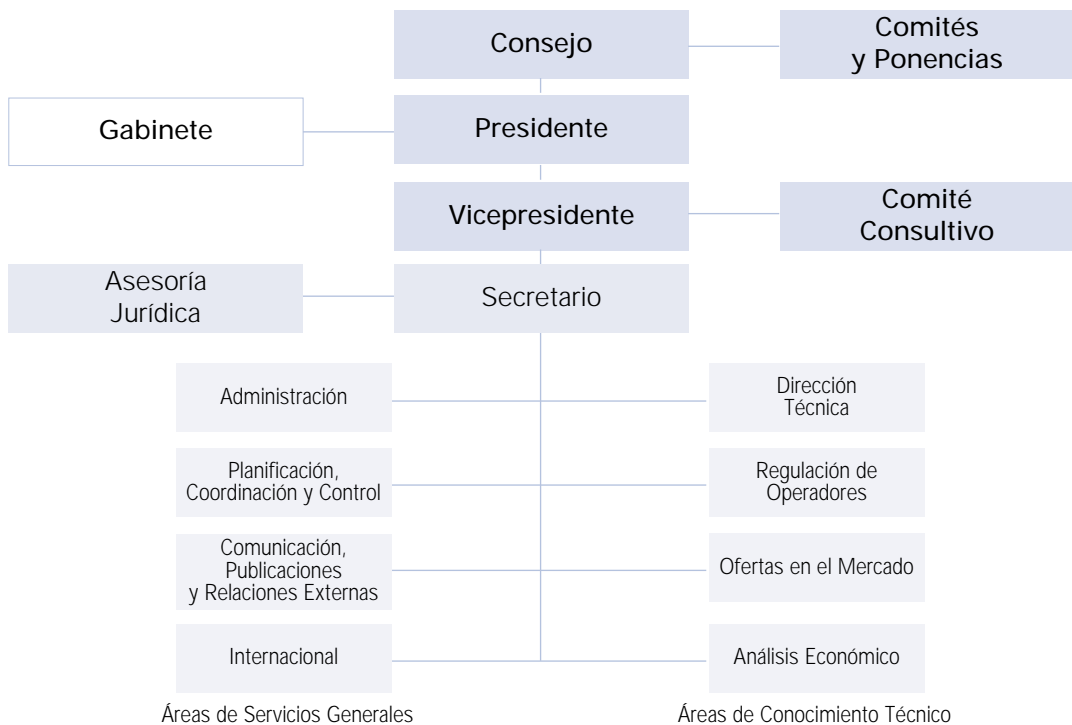 Consejo
Comités
y Ponencias
Gabinete
Presidente
Vicepresidente
Comité
Consultivo
Asesoría
Jurídica
Secretario
Administración
Dirección
Técnica
Planificación,
Coordinación y Control
Regulación de
Operadores
Comunicación,
Publicaciones
y Relaciones Externas
Ofertas en el Mercado
Internacional
Análisis Económico
Áreas de Servicios Generales
Áreas de Conocimiento Técnico